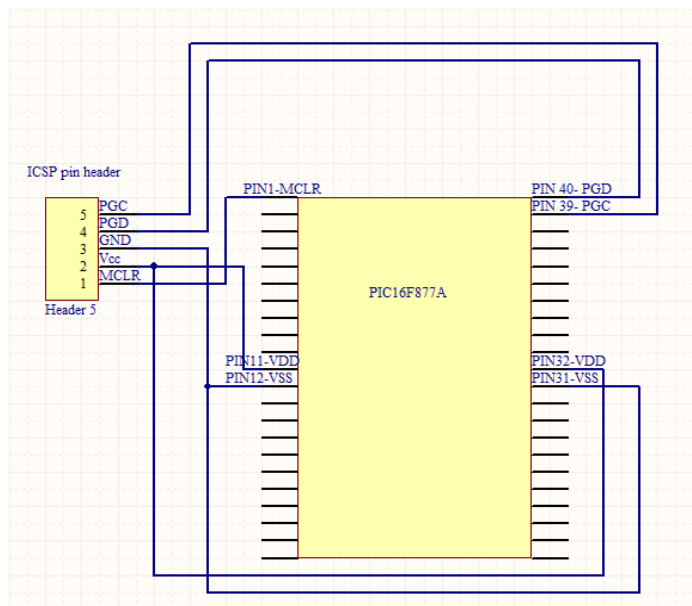 ICSP pin header
5 PGC
4 PGD
3 GND
2 Vcc
1 MCLR
Header 5
PIN1-MCLR
PIN 40- PGD
PIN 39- PGC
PIC16F877A
PIN11-VDD
PIN12-VSS
PIN32-VDD
PIN31-VSS